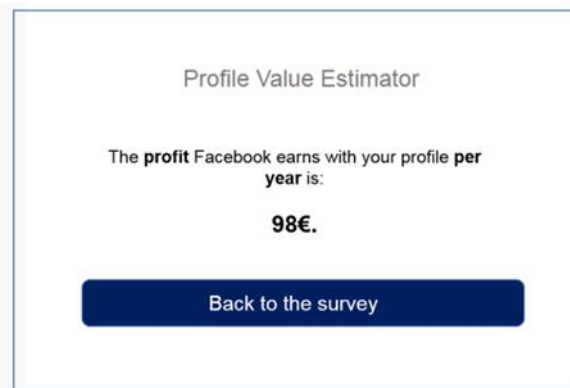 Profile Value Estimator
The profit Facebook earns with your profile per
year is:
98€.
Back to the survey